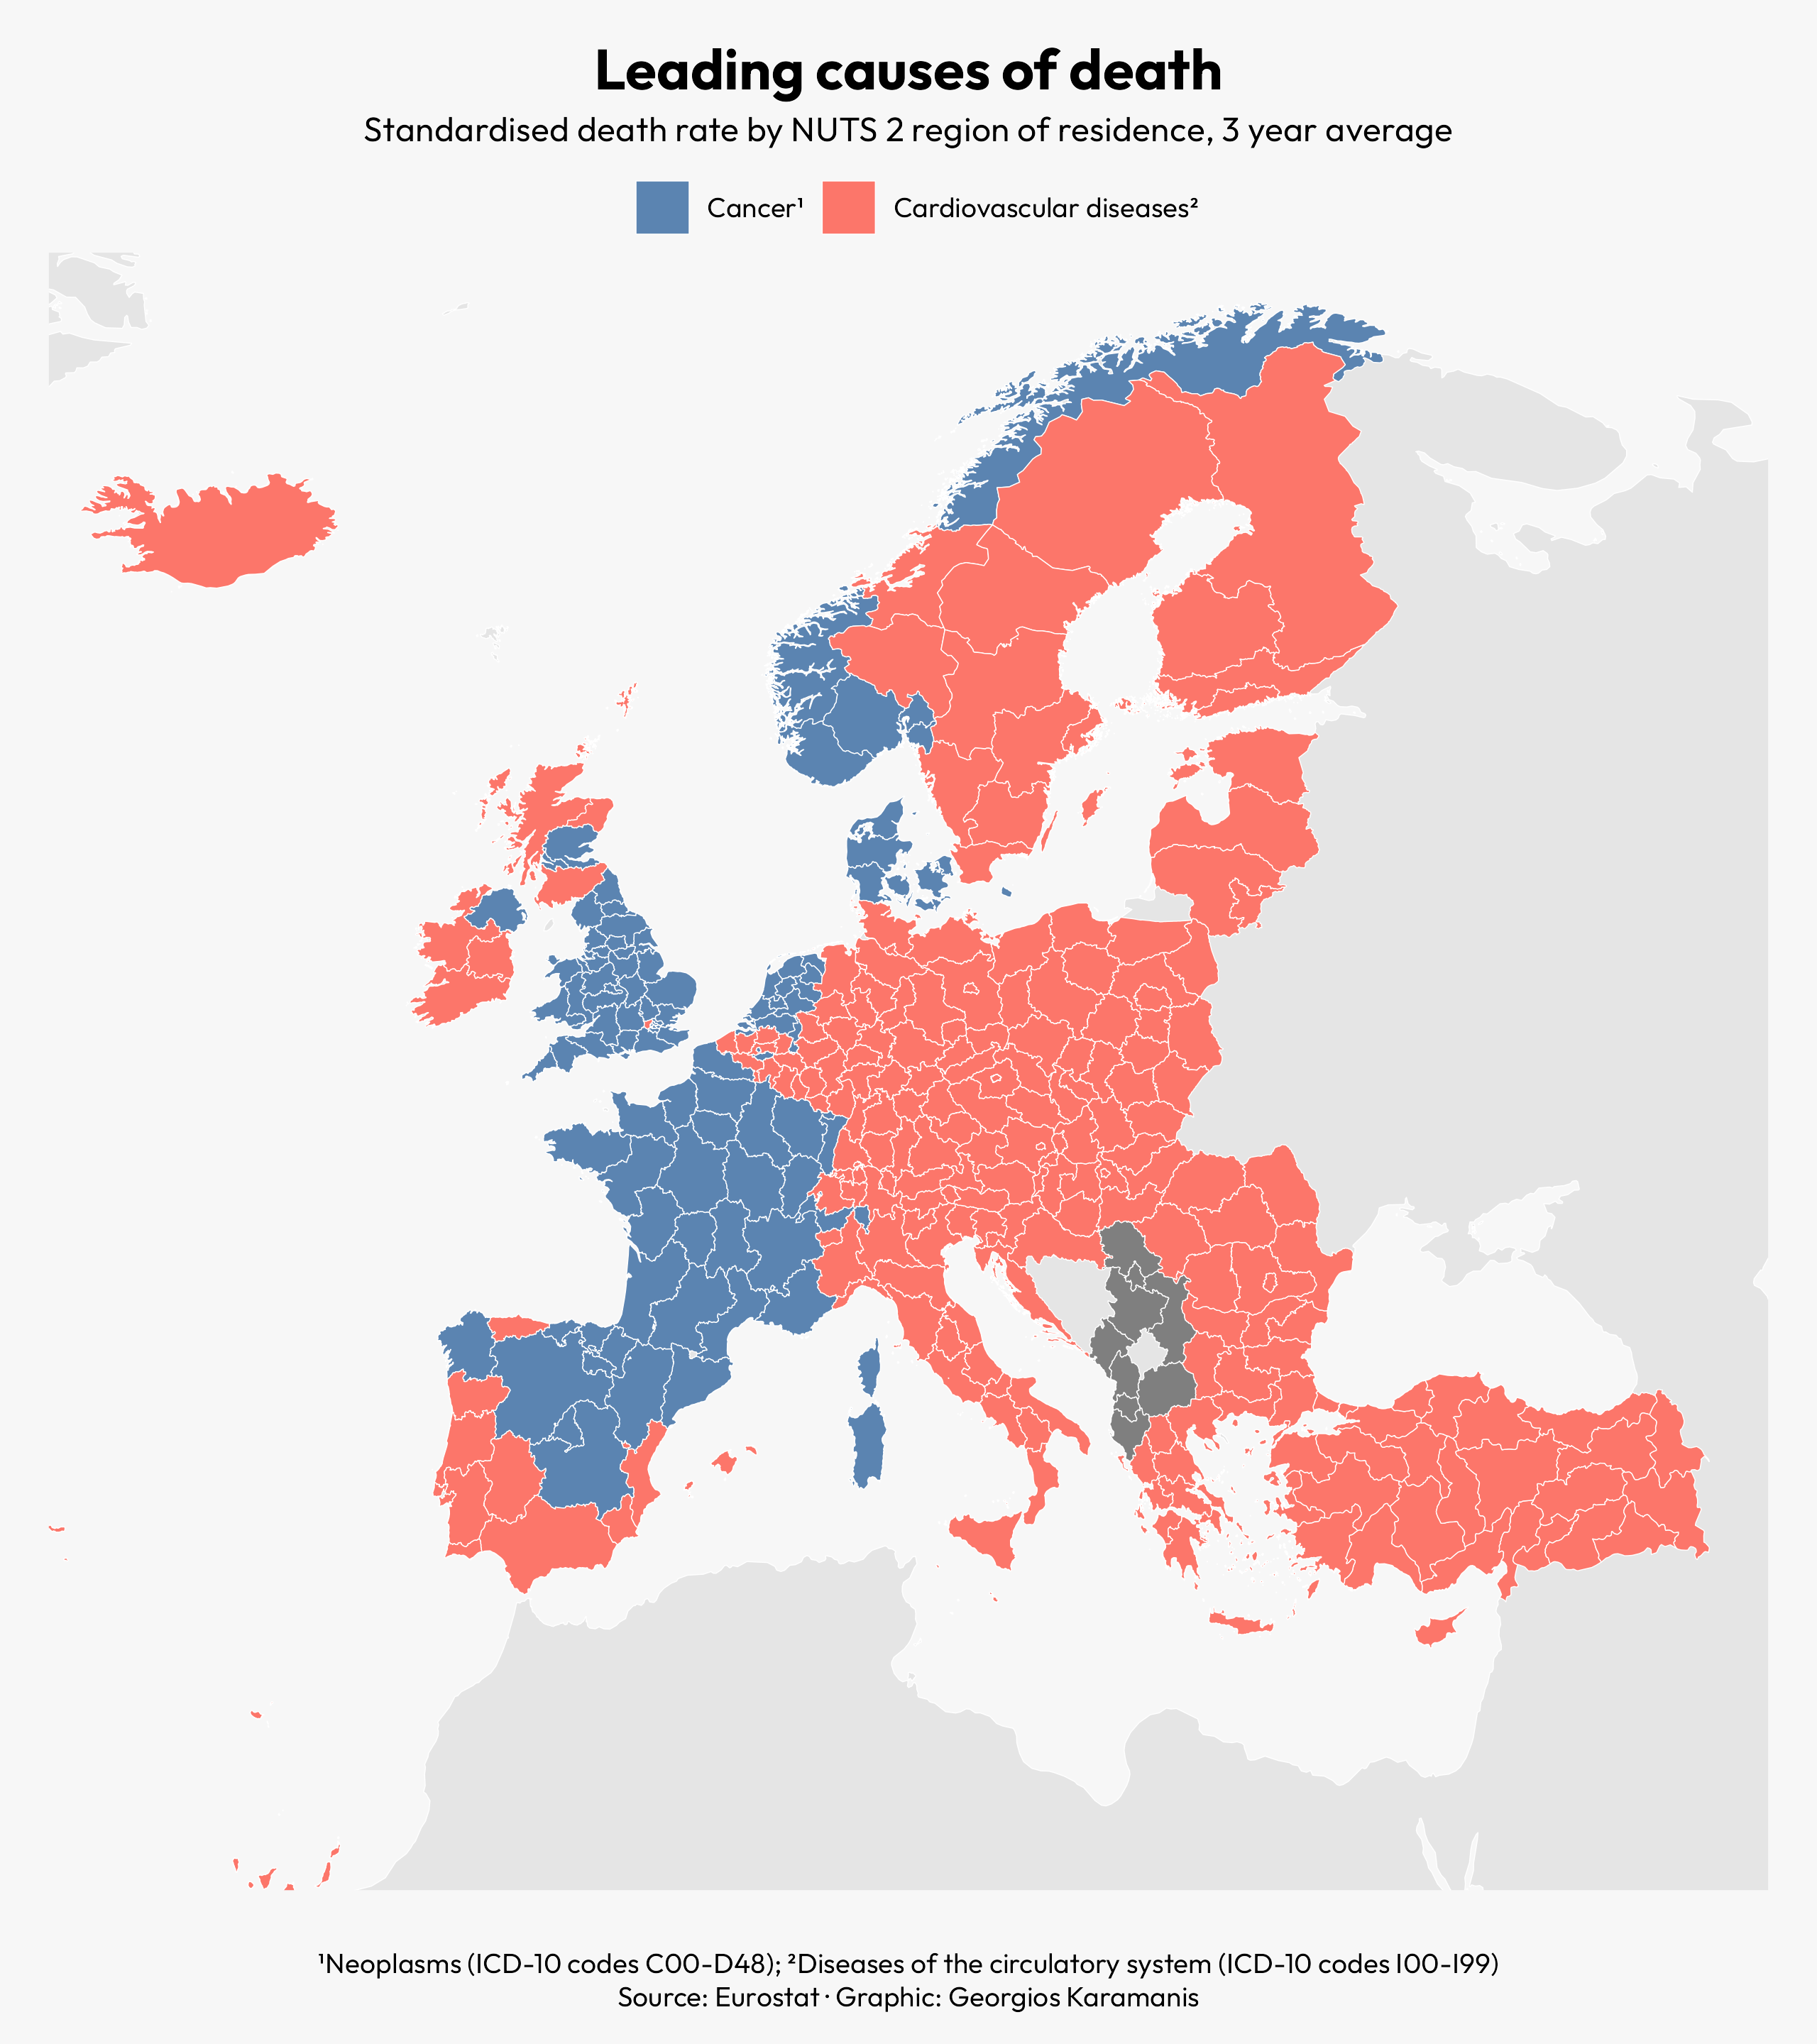 Leading causes of death
Standardised death rate by NUTS 2 region of residence, 3 year average
Cancer¹ Cardiovascular diseases²
¹Neoplasms (ICD-10 codes C00-D48); ²Diseases of the circulatory system (ICD-10 codes I00-I99)
Source: Eurostat · Graphic: Georgios Karamanis